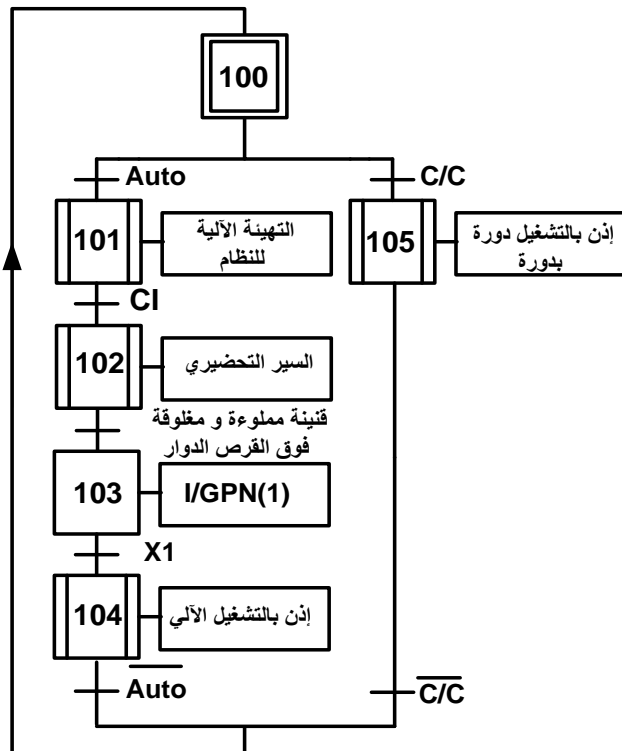 100
Auto
C/C
101
التهيئة الآلية
للنظام
105
إذن بالتشغيل دورة
بدورة
CI
102
السير التحضيري
قنينة مملوءة و مغلوقة
فوق القرص الدوار
103
I/GPN(1)
X1
104
إذن بالتشغيل الآلي
A̅u̅t̅o̅
C̅/̅C̅